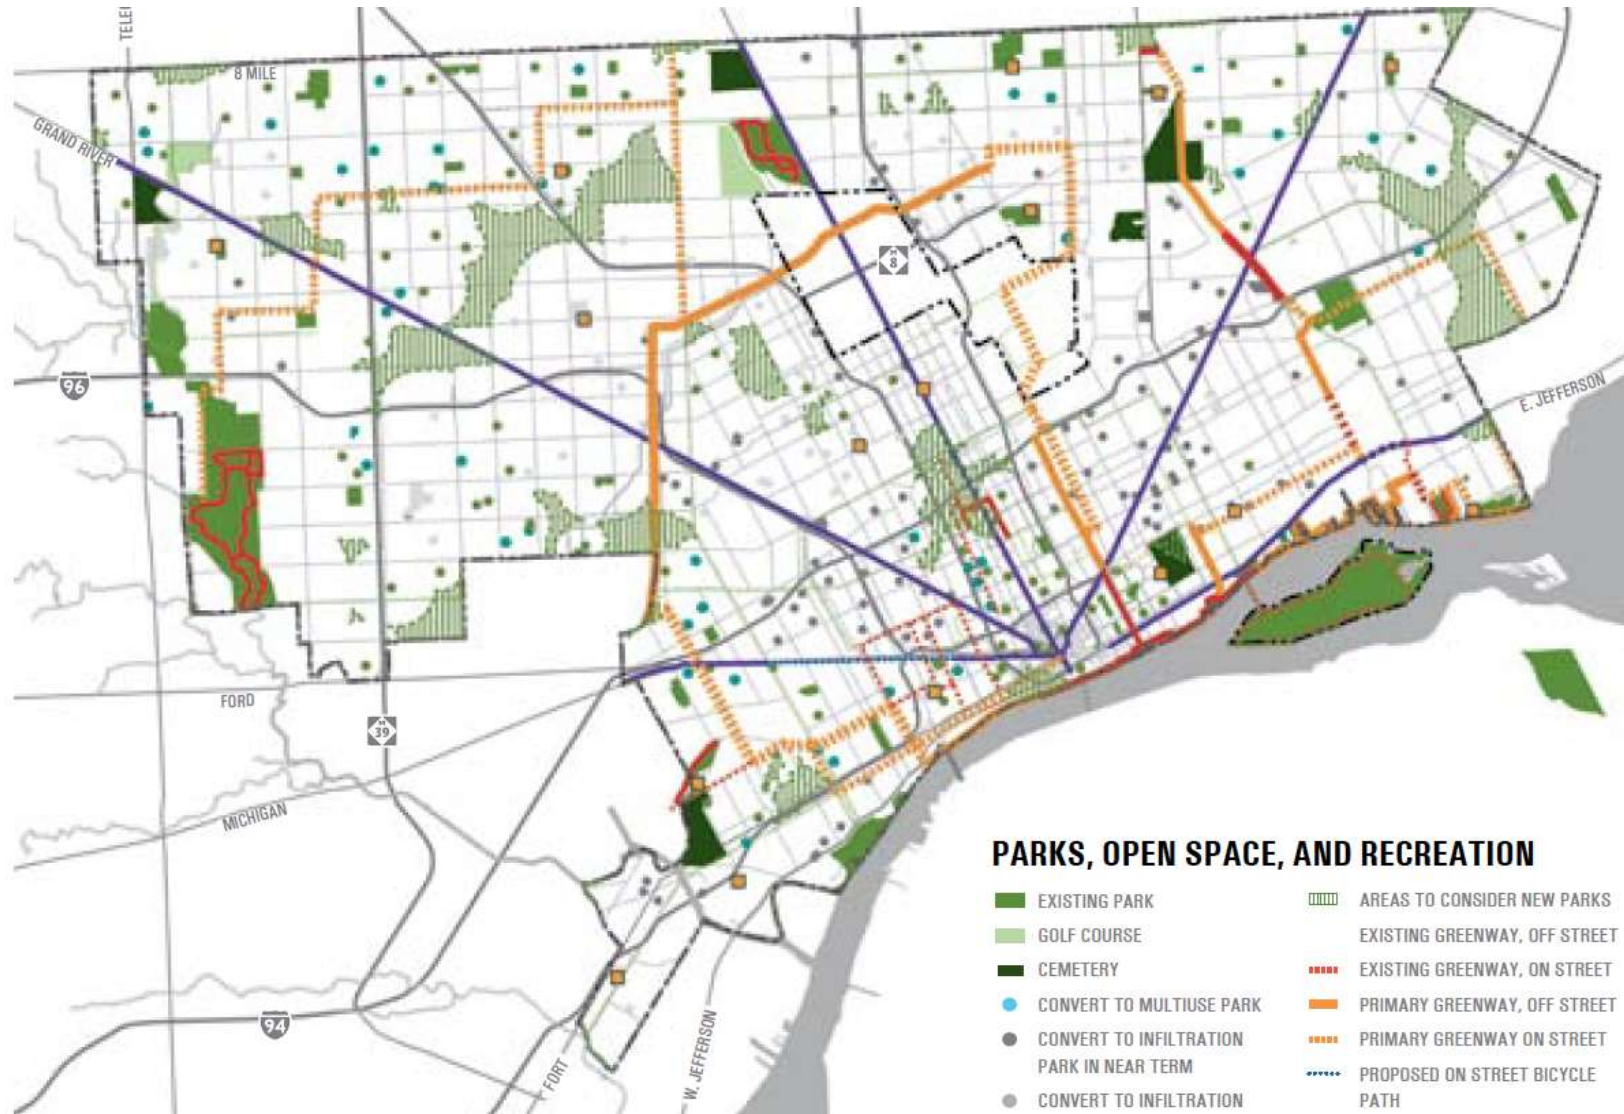 TELE
8 MILE
GRAND RIVER
M
8
96
E. JEFFERSON
FORD
M
39
MICHIGAN
94
FORT
W. JEFFERSON
PARKS, OPEN SPACE, AND RECREATION
EXISTING PARK
GOLF COURSE
CEMETERY
CONVERT TO MULTIUSE PARK
CONVERT TO INFILTRATION
PARK IN NEAR TERM
CONVERT TO INFILTRATION
AREAS TO CONSIDER NEW PARKS
EXISTING GREENWAY, OFF STREET
EXISTING GREENWAY, ON STREET
PRIMARY GREENWAY, OFF STREET
PRIMARY GREENWAY ON STREET
PROPOSED ON STREET BICYCLE
PATH